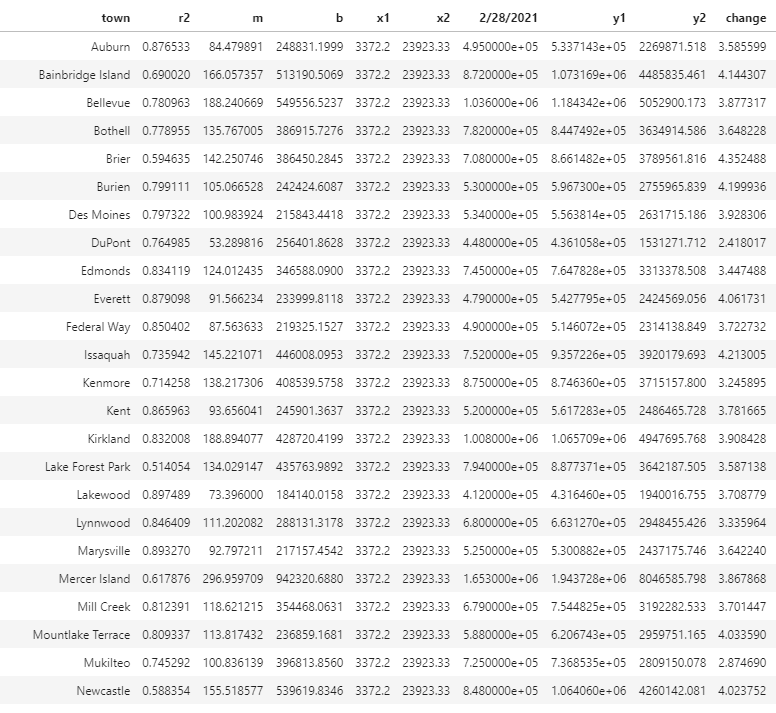 town r2 m b x1 x2 2/28/2021 y1 y2 change
Auburn 0.876533 84.479891 248831.1999 3372.2 23923.33 4.950000e+05 5.337143e+05 2269871.518 3.585599
Bainbridge Island 0.690020 166.057357 513190.5069 3372.2 23923.33 8.720000e+05 1.073169e+06 4485835.461 4.144307
Bellevue 0.780963 188.240669 549556.5237 3372.2 23923.33 1.036000e+06 1.184342e+06 5052900.173 3.877317
Bothell 0.778955 135.767005 386915.7276 3372.2 23923.33 7.820000e+05 8.447492e+05 3634914.586 3.648228
Brier 0.594635 142.250746 386450.2845 3372.2 23923.33 7.080000e+05 8.661482e+05 3789561.816 4.352488
Burien 0.799111 105.066528 242424.6087 3372.2 23923.33 5.300000e+05 5.967300e+05 2755965.839 4.199936
Des Moines 0.797322 100.983924 215843.4418 3372.2 23923.33 5.340000e+05 5.563814e+05 2631715.186 3.928306
DuPont 0.764985 53.289816 256401.8628 3372.2 23923.33 4.480000e+05 4.361058e+05 1531271.712 2.418017
Edmonds 0.834119 124.012435 346588.0900 3372.2 23923.33 7.450000e+05 7.647828e+05 3313378.508 3.447488
Everett 0.879098 91.566234 233999.8118 3372.2 23923.33 4.790000e+05 5.427795e+05 2424569.056 4.061731
Federal Way 0.850402 87.563633 219325.1527 3372.2 23923.33 4.900000e+05 5.146072e+05 2314138.849 3.722732
Issaquah 0.735942 145.221071 446008.0953 3372.2 23923.33 7.520000e+05 9.357226e+05 3920179.693 4.213005
Kenmore 0.714258 138.217306 408539.5758 3372.2 23923.33 8.750000e+05 8.746360e+05 3715157.800 3.245895
Kent 0.865963 93.656041 245901.3637 3372.2 23923.33 5.200000e+05 5.617283e+05 2486465.728 3.781665
Kirkland 0.832008 188.894077 428720.4199 3372.2 23923.33 1.008000e+06 1.065709e+06 4947695.768 3.908428
Lake Forest Park 0.514054 134.029147 435763.9892 3372.2 23923.33 7.940000e+05 8.877371e+05 3642187.505 3.587138
Lakewood 0.897489 73.396000 184140.0158 3372.2 23923.33 4.120000e+05 4.316460e+05 1940016.755 3.708779
Lynnwood 0.846409 111.202082 288131.3178 3372.2 23923.33 6.800000e+05 6.631270e+05 2948455.426 3.335964
Marysville 0.893270 92.797211 217157.4542 3372.2 23923.33 5.250000e+05 5.300882e+05 2437175.746 3.642240
Mercer Island 0.617876 296.959709 942320.6880 3372.2 23923.33 1.653000e+06 1.943728e+06 8046585.798 3.867868
Mill Creek 0.812391 118.621215 354468.0631 3372.2 23923.33 6.790000e+05 7.544825e+05 3192282.533 3.701447
Mountlake Terrace 0.809337 113.817432 236859.1681 3372.2 23923.33 5.880000e+05 6.206743e+05 2959751.165 4.033590
Mukilteo 0.745292 100.836139 396813.8560 3372.2 23923.33 7.250000e+05 7.368535e+05 2809150.078 2.874690
Newcastle 0.588354 155.518577 539619.8346 3372.2 23923.33 8.480000e+05 1.064060e+06 4260142.081 4.023752